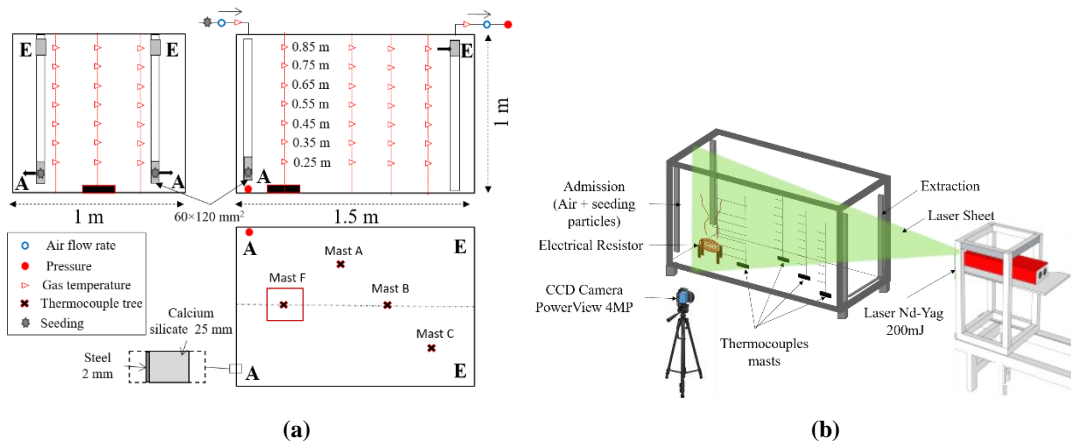 E
E
A
A
1 m
0.85 m
0.75 m
0.65 m
0.55 m
0.45 m
0.35 m
0.25 m
E
A
1 m
60×120 mm²
1.5 m
Air flow rate
Pressure
Gas temperature
Thermocouple tree
Seeding
Calcium
silicate 25 mm
Steel
2 mm
A
E
Mast A
Mast F
Mast B
Mast C
A
E
(a)
Admission
(Air + seeding
particles)
Electrical Resistor
CCD Camera
PowerView 4MP
Thermocouples
masts
Extraction
Laser Sheet
Laser Nd-Yag
200mJ
(b)